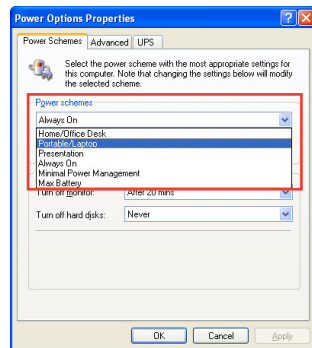 Power Options Properties
Power Schemes
Advanced
UPS
Select the power scheme with the most appropriate settings for
this computer. Note that changing the settings below will modify
the selected scheme.
Power schemes
Always On
Home/Office Desk
Portable/Laptop
Presentation
Always On
Minimal Power Management
Max Battery
Turn off monitor: After 20 mins
Turn off hard disks: Never
OK
Cancel
Apply